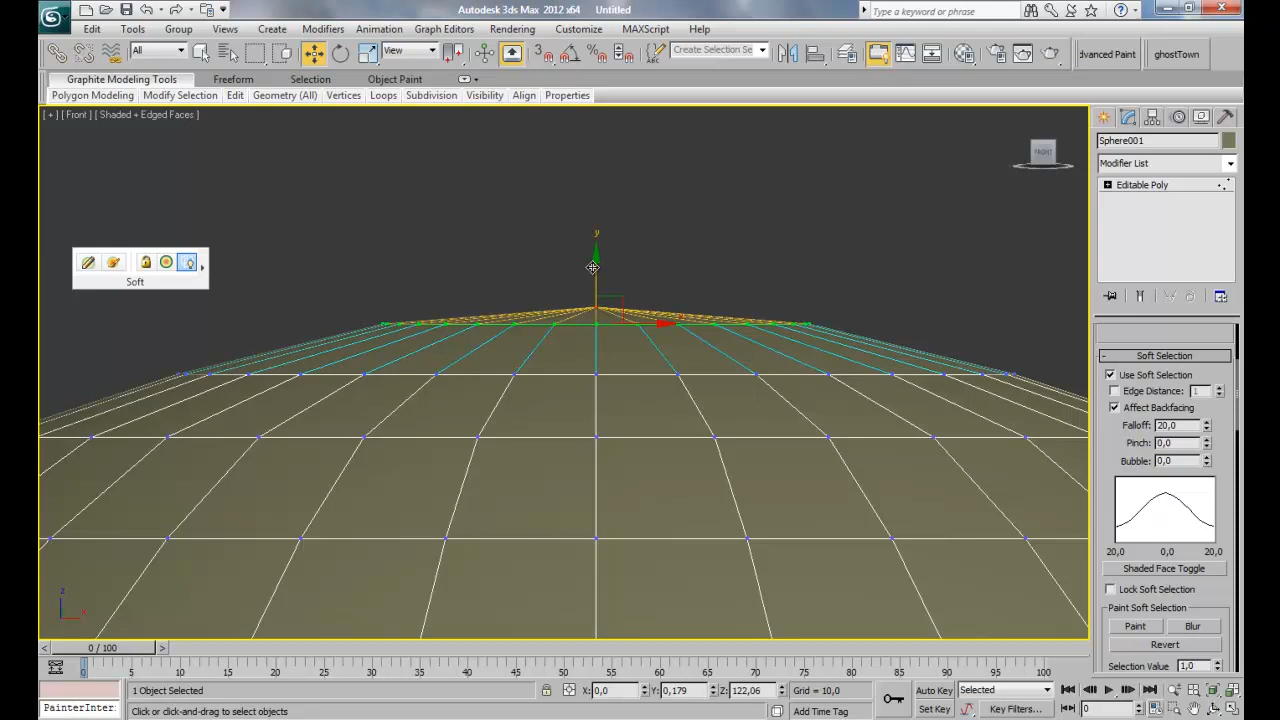 Autodesk 3ds Max 2012 x64 Untitled
Type a keyword or phrase
Edit Tools Group Views Create Modifiers Animation Graph Editors Rendering Customize MAXScript Help
All View 3 Create Selection Se dvanced Paint ghostTown
Graphite Modeling Tools Freeform Selection Object Paint
Polygon Modeling Modify Selection Edit Geometry (All) Vertices Loops Subdivision Visibility Align Properties
[ + ] [ Front ] [ Shaded + Edged Faces ]
FRONT
Sphere001
Modifier List
Editable Poly
y
Soft
Soft Selection
Use Soft Selection
Edge Distance: 1
Affect Backfacing
Falloff: 20,0
Pinch: 0,0
Bubble: 0,0
20,0 0,0 20,0
Shaded Face Toggle
Lock Soft Selection
Paint Soft Selection
Paint Blur
Revert
Selection Value 1,0
z
x
< 0 / 100 >
0 5 10 15 20 25 30 35 40 45 50 55 60 65 70 75 80 85 90 95 100
1 Object Selected X: 0,0 Y: 0,179 Z: 122,06 Grid = 10,0 Auto Key Selected
PainterInter: Click or click-and-drag to select objects Add Time Tag Set Key Key Filters... 0